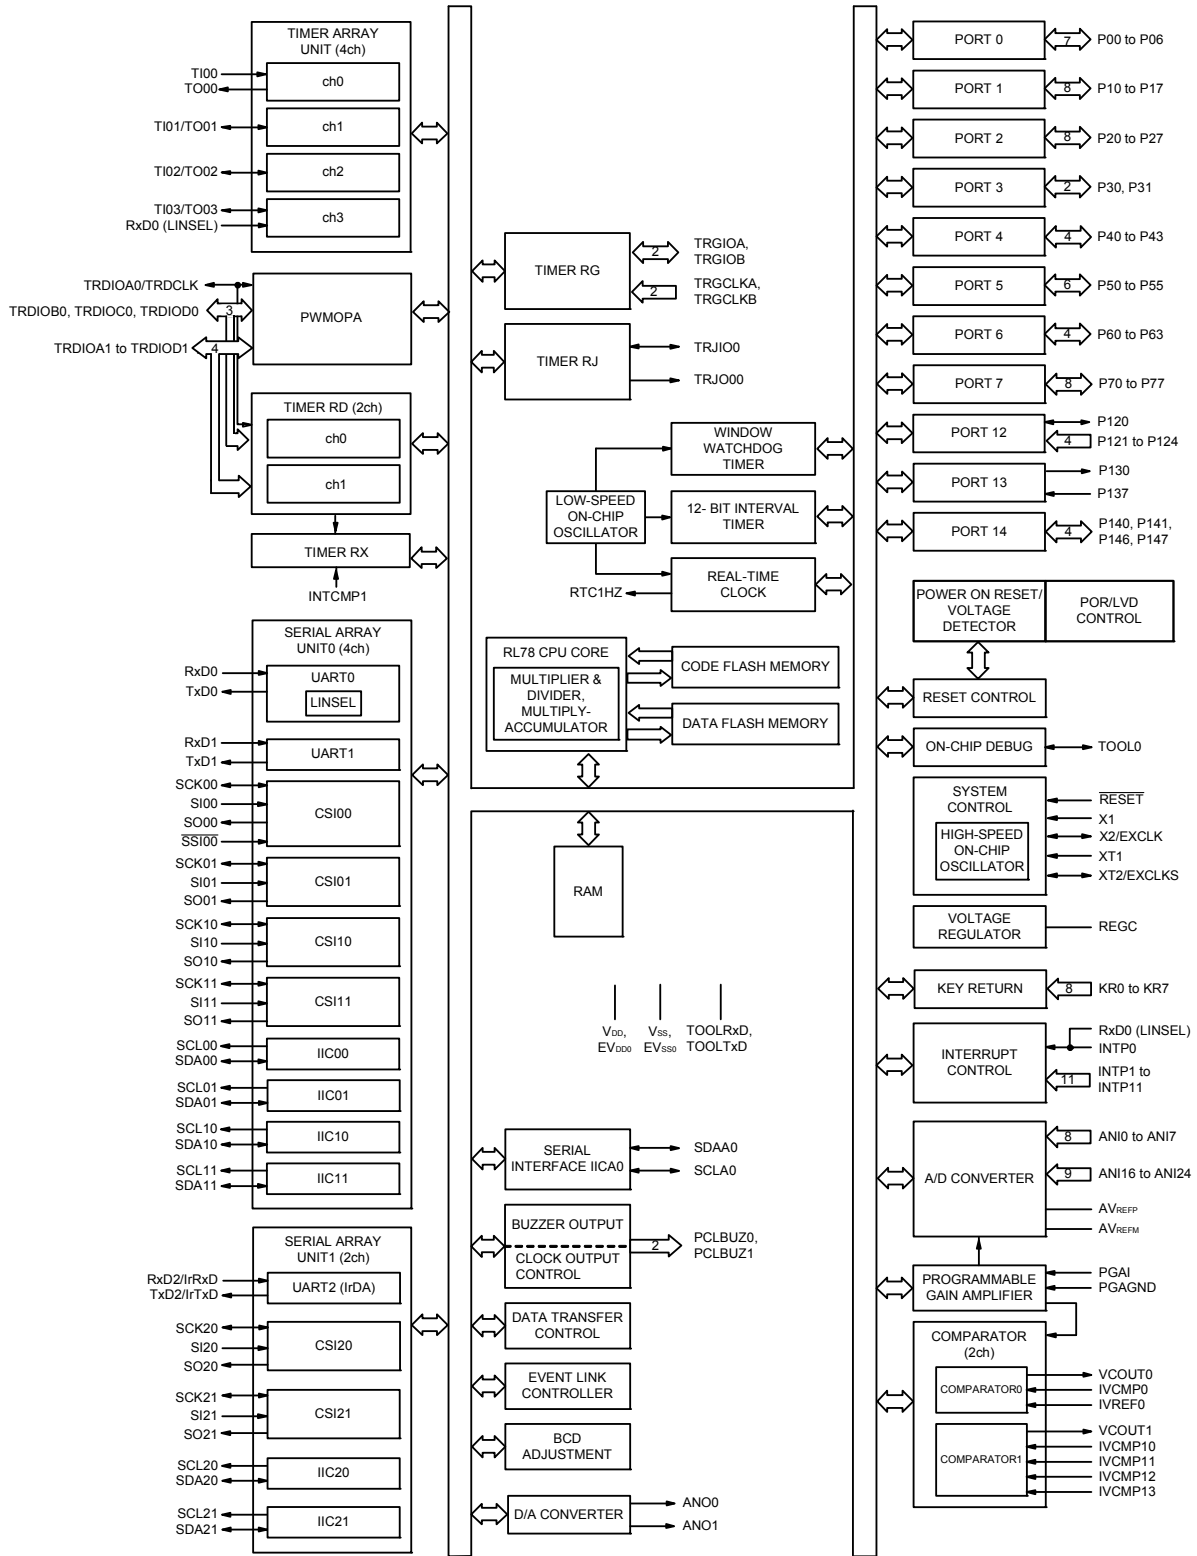 TIMER ARRAY
UNIT (4ch)
TI00
TO00
ch0
TI01/TO01
ch1
TI02/TO02
ch2
TI03/TO03
RxD0 (LINSEL)
ch3
TRDIOA0/TRDCLK
TRDIOB0, TRDIOC0, TRDIOD0
3
TRDIOA1 to TRDIOD1
4
PWMOPA
TIMER RD (2ch)
ch0
ch1
TIMER RX
INTCMP1
SERIAL ARRAY
UNIT0 (4ch)
RxD0
TxD0
UART0
LINSEL
RxD1
TxD1
UART1
SCK00
SI00
SO00
SSI00
CSI00
SCK01
SI01
SO01
CSI01
SCK10
SI10
SO10
CSI10
SCK11
SI11
SO11
CSI11
SCL00
SDA00
IIC00
SCL01
SDA01
IIC01
SCL10
SDA10
IIC10
SCL11
SDA11
IIC11
SERIAL ARRAY
UNIT1 (2ch)
RxD2/IrRxD
TxD2/IrTxD
UART2 (IrDA)
SCK20
SI20
SO20
CSI20
SCK21
SI21
SO21
CSI21
SCL20
SDA20
IIC20
SCL21
SDA21
IIC21
TIMER RG
2
TRGIOA,
TRGIOB
2
TRGCLKA,
TRGCLKB
TIMER RJ
TRJIO0
TRJO00
WINDOW
WATCHDOG
TIMER
LOW-SPEED
ON-CHIP
OSCILLATOR
12- BIT INTERVAL
TIMER
RTC1HZ
REAL-TIME
CLOCK
RL78 CPU CORE
MULTIPLIER &
DIVIDER,
MULTIPLY-
ACCUMULATOR
CODE FLASH MEMORY
DATA FLASH MEMORY
RAM
VDD,
EVDD0
VSS,
EVSS0
TOOLRxD,
TOOLTxD
SERIAL
INTERFACE IICA0
SDAA0
SCLA0
BUZZER OUTPUT
CLOCK OUTPUT
CONTROL
2
PCLBUZ0,
PCLBUZ1
DATA TRANSFER
CONTROL
EVENT LINK
CONTROLLER
BCD
ADJUSTMENT
D/A CONVERTER
ANO0
ANO1
PORT 0
7
P00 to P06
PORT 1
8
P10 to P17
PORT 2
8
P20 to P27
PORT 3
2
P30, P31
PORT 4
4
P40 to P43
PORT 5
6
P50 to P55
PORT 6
4
P60 to P63
PORT 7
8
P70 to P77
PORT 12
P120
4
P121 to P124
PORT 13
P130
P137
PORT 14
4
P140, P141,
P146, P147
POWER ON RESET/
VOLTAGE
DETECTOR
POR/LVD
CONTROL
RESET CONTROL
ON-CHIP DEBUG
TOOL0
SYSTEM
CONTROL
HIGH-SPEED
ON-CHIP
OSCILLATOR
RESET
X1
X2/EXCLK
XT1
XT2/EXCLKS
VOLTAGE
REGULATOR
REGC
KEY RETURN
8
KR0 to KR7
INTERRUPT
CONTROL
RxD0 (LINSEL)
INTP0
11
INTP1 to
INTP11
A/D CONVERTER
8
ANI0 to ANI7
9
ANI16 to ANI24
AVREFP
AVREFM
PROGRAMMABLE
GAIN AMPLIFIER
PGAI
PGAGND
COMPARATOR
(2ch)
COMPARATOR0
VCOUT0
IVCMP0
IVREF0
COMPARATOR1
VCOUT1
IVCMP10
IVCMP11
IVCMP12
IVCMP13